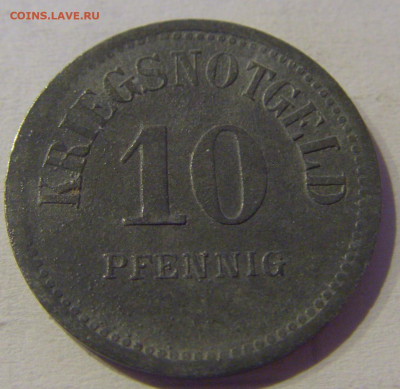 COINS.LAVE.RU
KRIEGSNOTGELD
10
PFENNIG